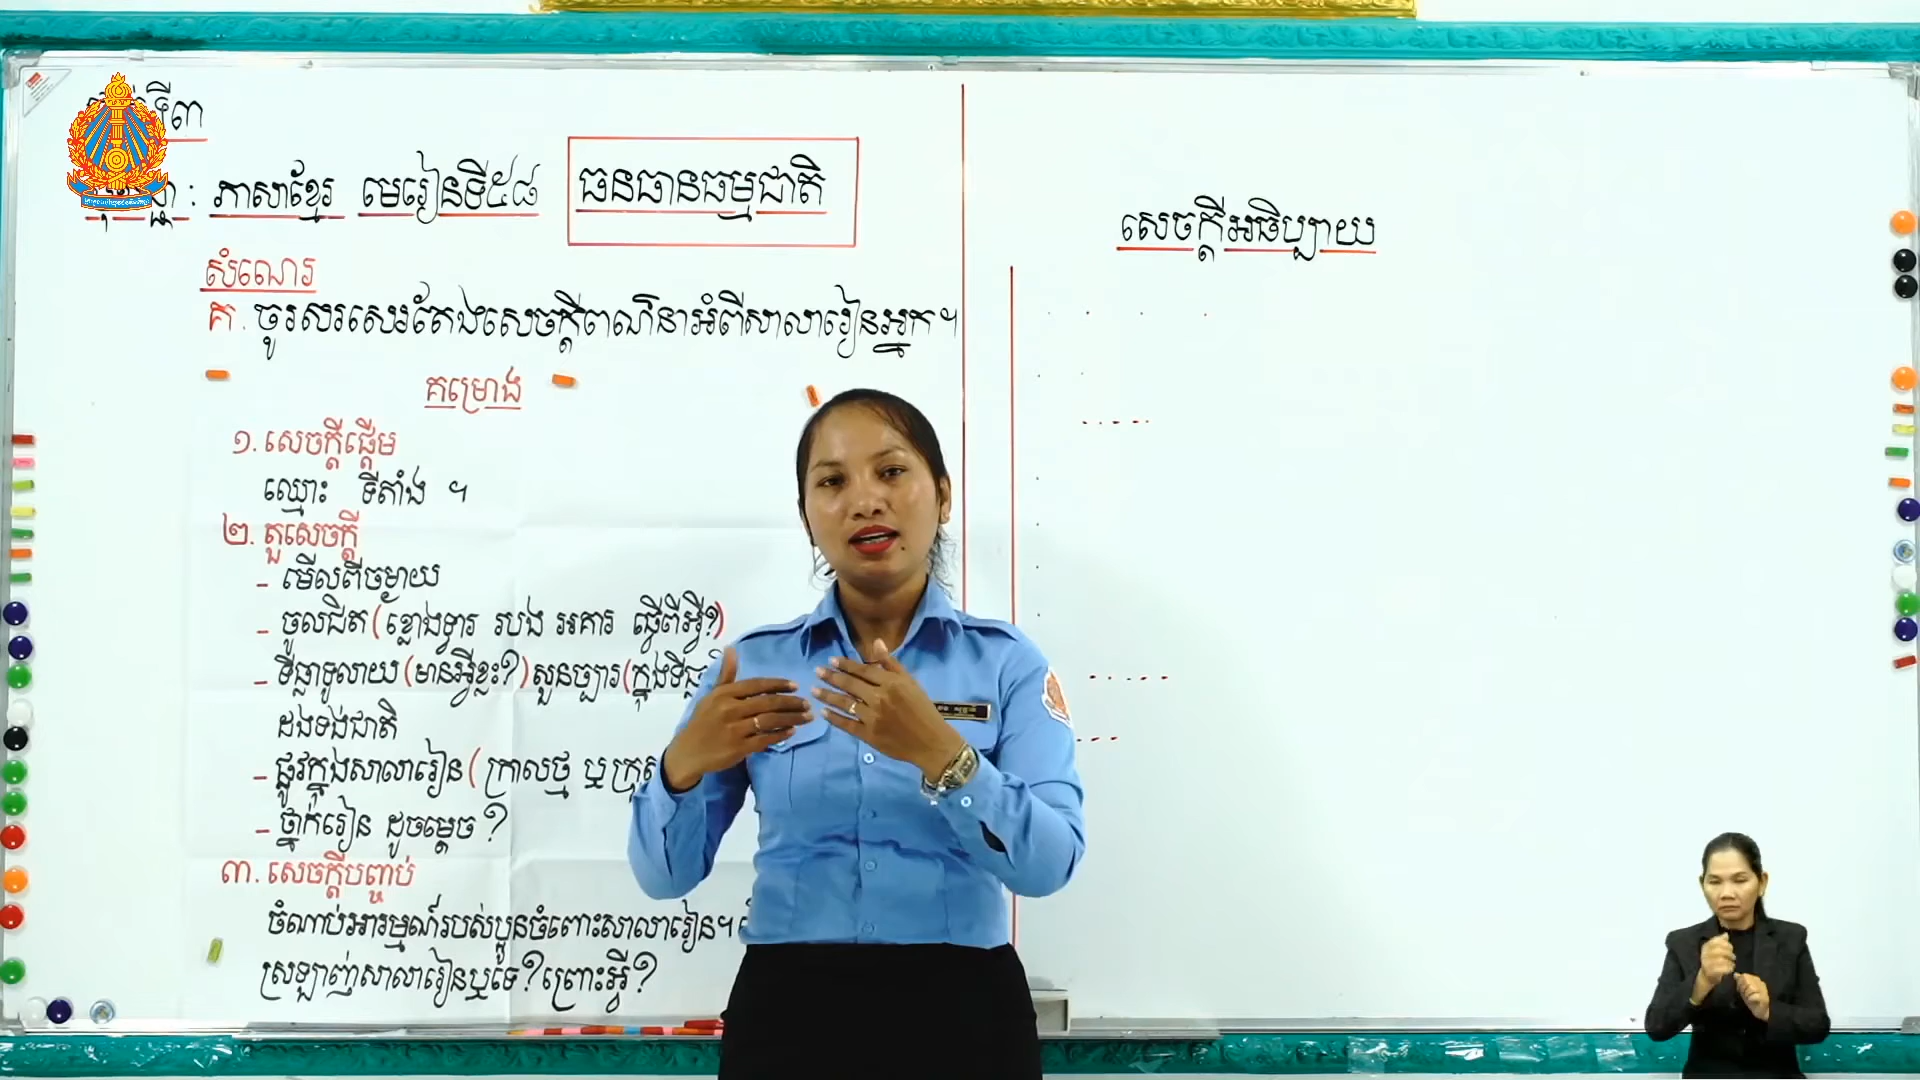 ទី៣
: ភាសាខ្មែរ មេរៀនទី៥៨ ធនធានធម្មជាតិ
សំណេរ
គ. ចូរសរសេរតែងសេចក្តីពណ៌នាអំពីសាលារៀនអ្នក។
គម្រោង
១. សេចក្តីផ្តើម
ឈ្មោះ ទីតាំង ។
២. តួសេចក្តី
- មើលពីចម្ងាយ
- ចូលជិត (ខ្លោងទ្វារ របង អគារ ធ្វើពីអ្វី?)
- ទីធ្លាទូលាយ (មានអ្វីខ្លះ?) សួនច្បារ (ក្នុងទីធ្លា
ដងទង់ជាតិ
- ផ្លូវក្នុងសាលារៀន ( ក្រាលថ្ម ឬ
- ថ្នាក់រៀន ដូចម្តេច ?
៣. សេចក្តីបញ្ចប់
ចំណាប់អារម្មណ៍របស់ប្អូនចំពោះសាលារៀន។
ស្រឡាញ់សាលារៀនឬទេ? ព្រោះអ្វី?
សេចក្តីអធិប្បាយ